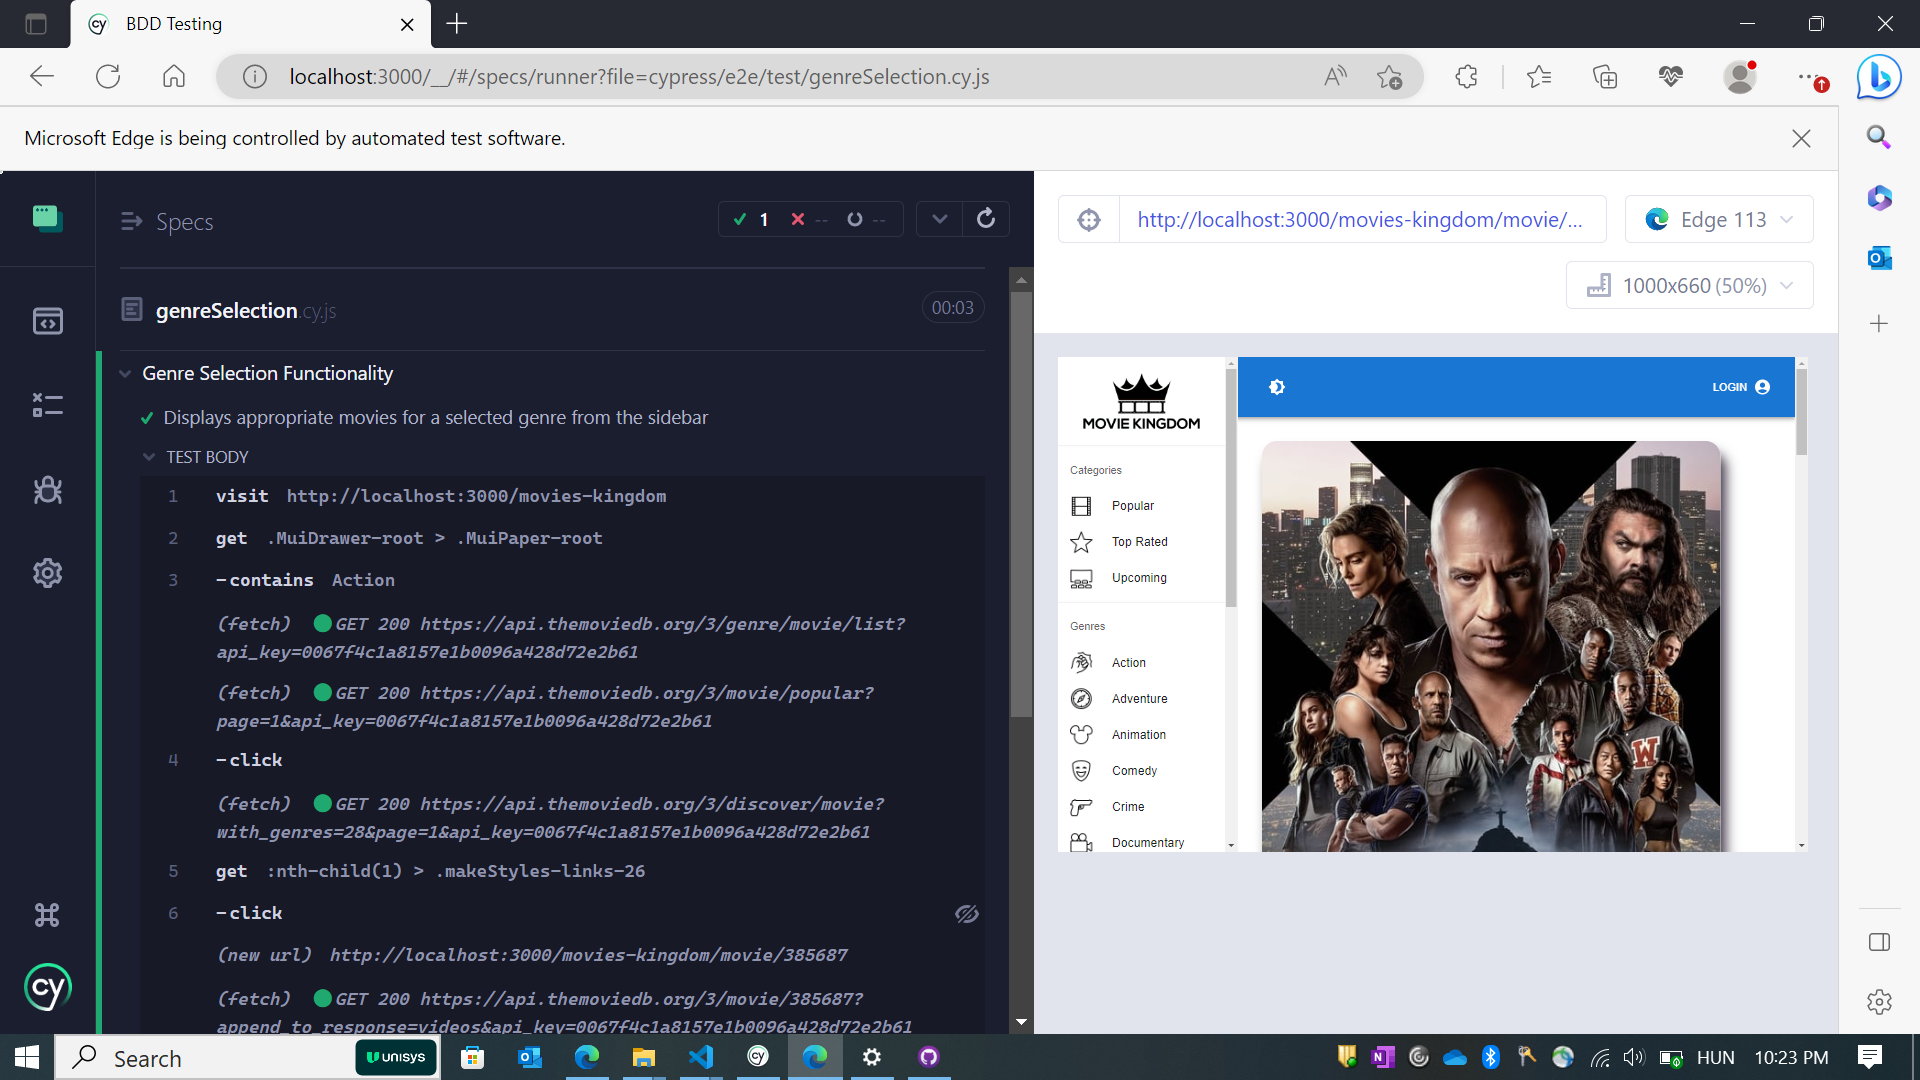 BDD Testing
localhost:3000/__/#/specs/runner?file=cypress/e2e/test/genreSelection.cy.js
Microsoft Edge is being controlled by automated test software.
Specs
1
--
--
http://localhost:3000/movies-kingdom/movie/...
Edge 113
1000x660 (50%)
genreSelection.cy.js
00:03
Genre Selection Functionality
Displays appropriate movies for a selected genre from the sidebar
TEST BODY
1 visit http://localhost:3000/movies-kingdom
2 get .MuiDrawer-root > .MuiPaper-root
3 -contains Action
(fetch) GET 200 https://api.themoviedb.org/3/genre/movie/list?
api_key=0067f4c1a8157e1b0096a428d72e2b61
(fetch) GET 200 https://api.themoviedb.org/3/movie/popular?
page=1&api_key=0067f4c1a8157e1b0096a428d72e2b61
4 -click
(fetch) GET 200 https://api.themoviedb.org/3/discover/movie?
with_genres=28&page=1&api_key=0067f4c1a8157e1b0096a428d72e2b61
5 get :nth-child(1) > .makeStyles-links-26
6 -click
(new url) http://localhost:3000/movies-kingdom/movie/385687
(fetch) GET 200 https://api.themoviedb.org/3/movie/385687?
append_to_response=videos&api_key=0067f4c1a8157e1b0096a428d72e2b61
MOVIE KINGDOM
LOGIN
Categories
Popular
Top Rated
Upcoming
Genres
Action
Adventure
Animation
Comedy
Crime
Documentary
W
cy
Search
UNISYS
HUN
10:23 PM